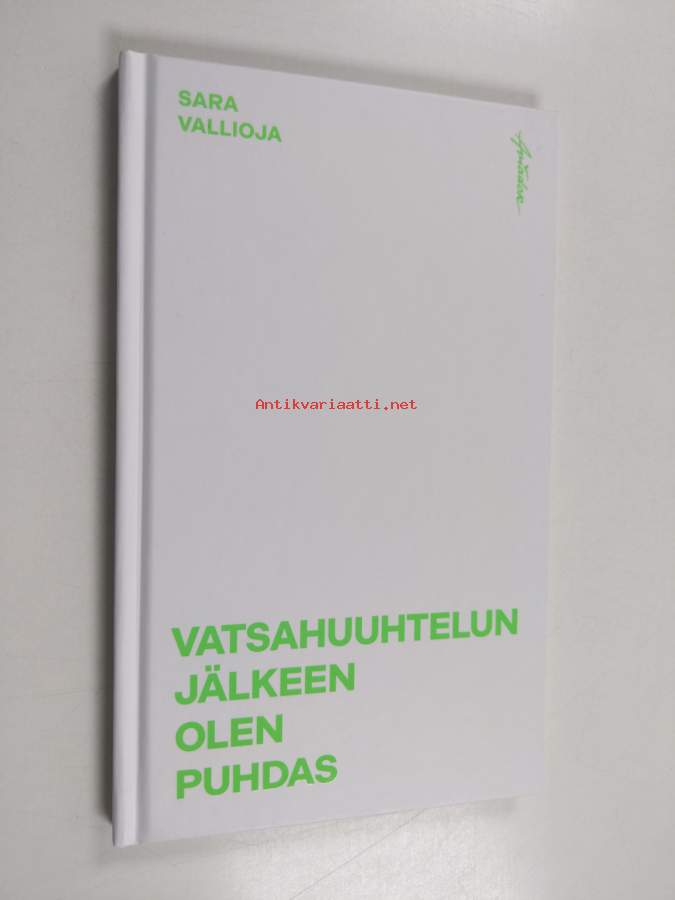 SARA
VALLIOJA
Antikvariaatti.net
VATSAHUUHTELUN
JÄLKEEN
OLEN
PUHDAS